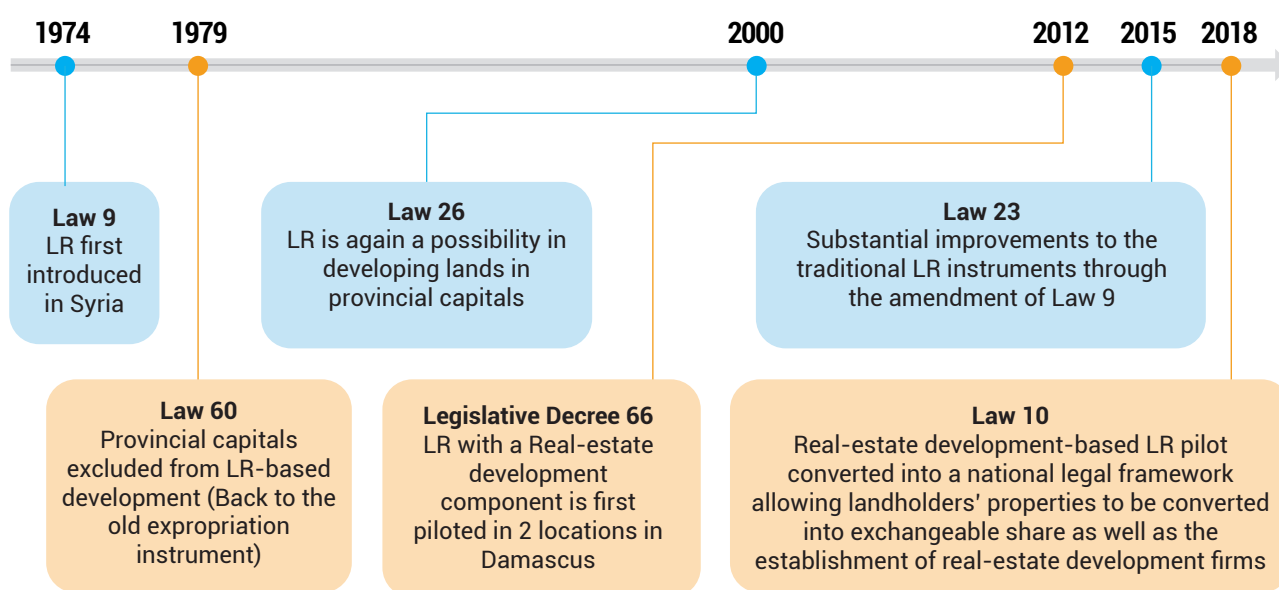 1974
1979
2000
2012
2015
2018
Law 9
LR first
introduced
in Syria
Law 26
LR is again a possibility in
developing lands in
provincial capitals
Law 23
Substantial improvements to the
traditional LR instruments through
the amendment of Law 9
Law 60
Provincial capitals
excluded from LR-based
development (Back to the
old expropriation
instrument)
Legislative Decree 66
LR with a Real-estate
development
component is first
piloted in 2 locations in
Damascus
Law 10
Real-estate development-based LR pilot
converted into a national legal framework
allowing landholders' properties to be converted
into exchangeable share as well as the
establishment of real-estate development firms